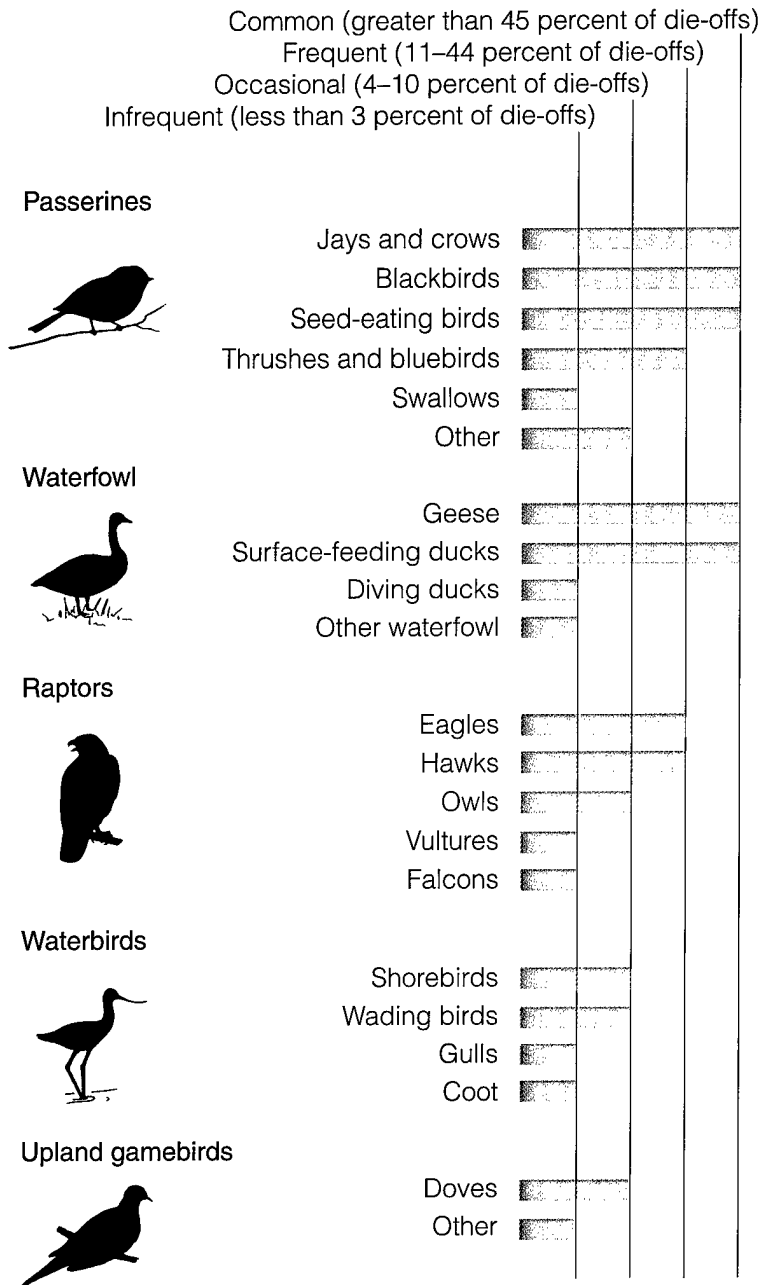 Common (greater than 45 percent of die-offs)
Frequent (11–44 percent of die-offs)
Occasional (4–10 percent of die-offs)
Infrequent (less than 3 percent of die-offs)
Passerines
Jays and crows
Blackbirds
Seed-eating birds
Thrushes and bluebirds
Swallows
Other
Waterfowl
Geese
Surface-feeding ducks
Diving ducks
Other waterfowl
Raptors
Eagles
Hawks
Owls
Vultures
Falcons
Waterbirds
Shorebirds
Wading birds
Gulls
Coot
Upland gamebirds
Doves
Other